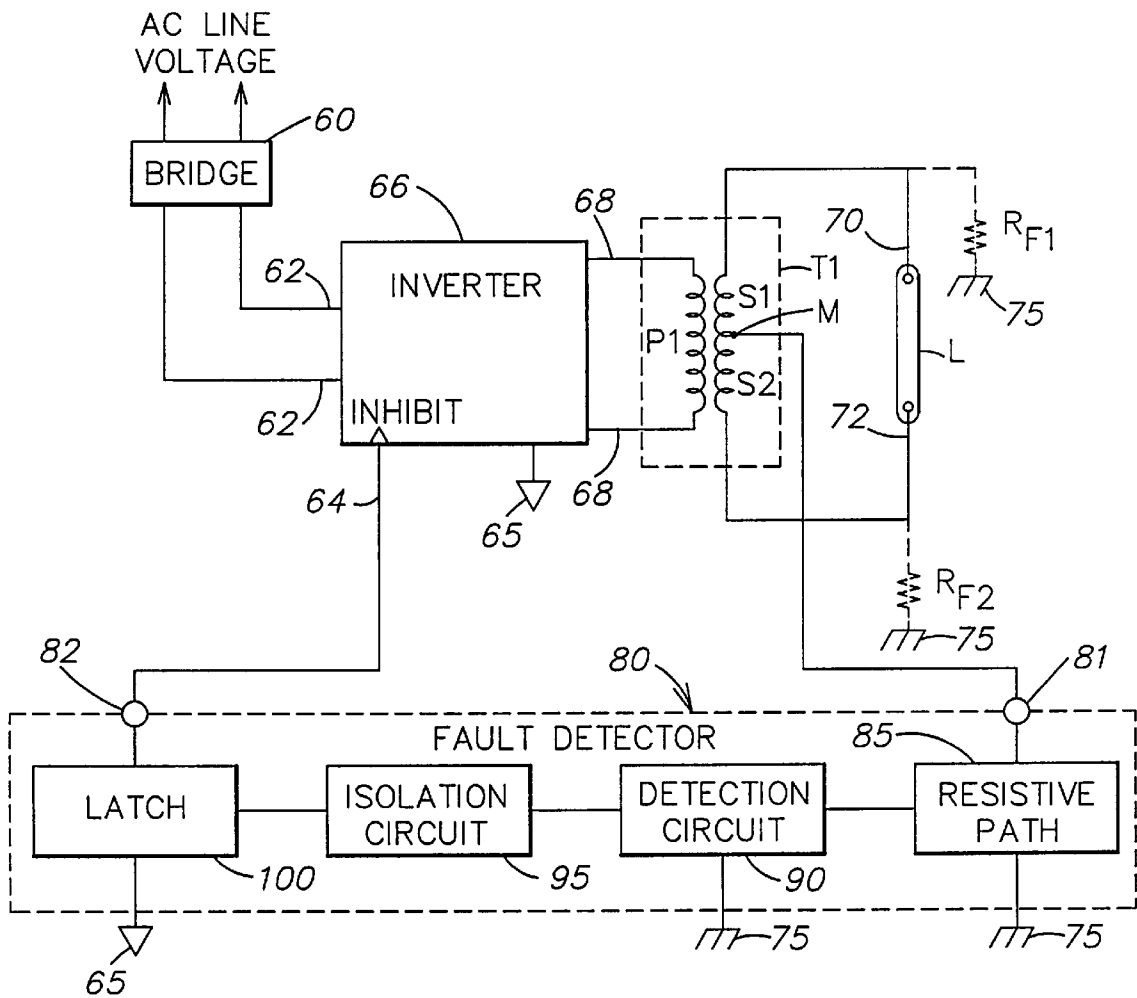 AC LINE
VOLTAGE
60
BRIDGE
66
68
70
R_F1
62
INVERTER
T1
S1
M
75
P1
L
S2
62
INHIBIT
72
64
65
68
R_F2
75
82
80
81
FAULT DETECTOR
85
LATCH
ISOLATION
CIRCUIT
DETECTION
CIRCUIT
RESISTIVE
PATH
100
95
90
65
75
75